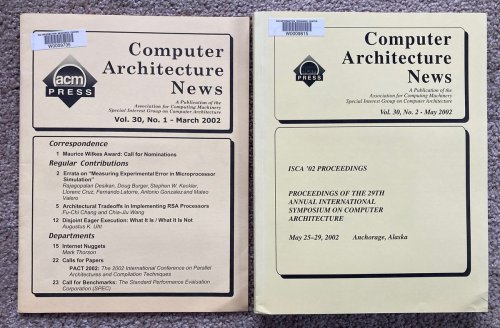 W0009736
Computer
Architecture
News
acm
PRESS
A Publication of the
Association for Computing Machinery
Special Interest Group on Computer Architecture
Vol. 30, No. 1 - March 2002
Correspondence
1 Maurice Wilkes Award: Call for Nominations
Regular Contributions
2 Errata on "Measuring Experimental Error in Microprocessor
Simulation"
Rajagopalan Desikan, Doug Burger, Stephen W. Keckler,
Llorenc Cruz, Fernando Latorre, Antonio Gonzalez and Mateo
Valero
5 Architectural Tradeoffs in Implementing RSA Processors
Fu-Chi Chang and Chia-Jiu Wang
12 Disjoint Eager Execution: What It Is / What It Is Not
Augustus K. Uht
Departments
15 Internet Nuggets
Mark Thorson
22 Calls for Papers
PACT 2002: The 2002 International Conference on Parallel
Architectures and Compilation Techniques
23 Call for Benchmarks: The Standard Performance Evaluation
Corporation (SPEC)
W0009815
Computer
Architecture
News
PRESS
A Publication of the
Association for Computing Machinery
Special Interest Group on Computer Architecture
Vol. 30, No. 2 - May 2002
ISCA '02 PROCEEDINGS
PROCEEDINGS OF THE 29TH
ANNUAL INTERNATIONAL
SYMPOSIUM ON COMPUTER
ARCHITECTURE
May 25-29, 2002 Anchorage, Alaska